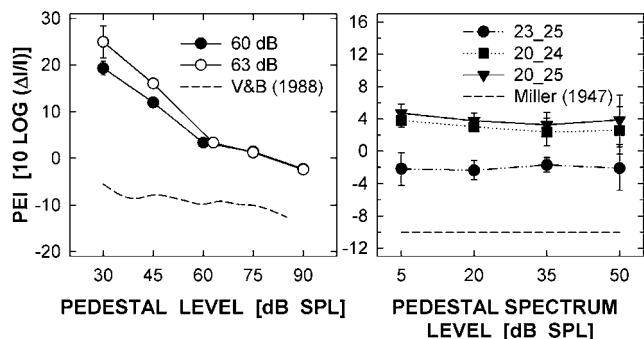 PEI [10 LOG (ΔI/I)]
30
20
10
0
-10
-20
60 dB
63 dB
V&B (1988)
30 45 60 75 90
PEDESTAL LEVEL [dB SPL]
16
12
8
4
0
-4
-8
-12
23_25
20_24
20_25
Miller (1947)
5 20 35 50
PEDESTAL SPECTRUM
LEVEL [dB SPL]